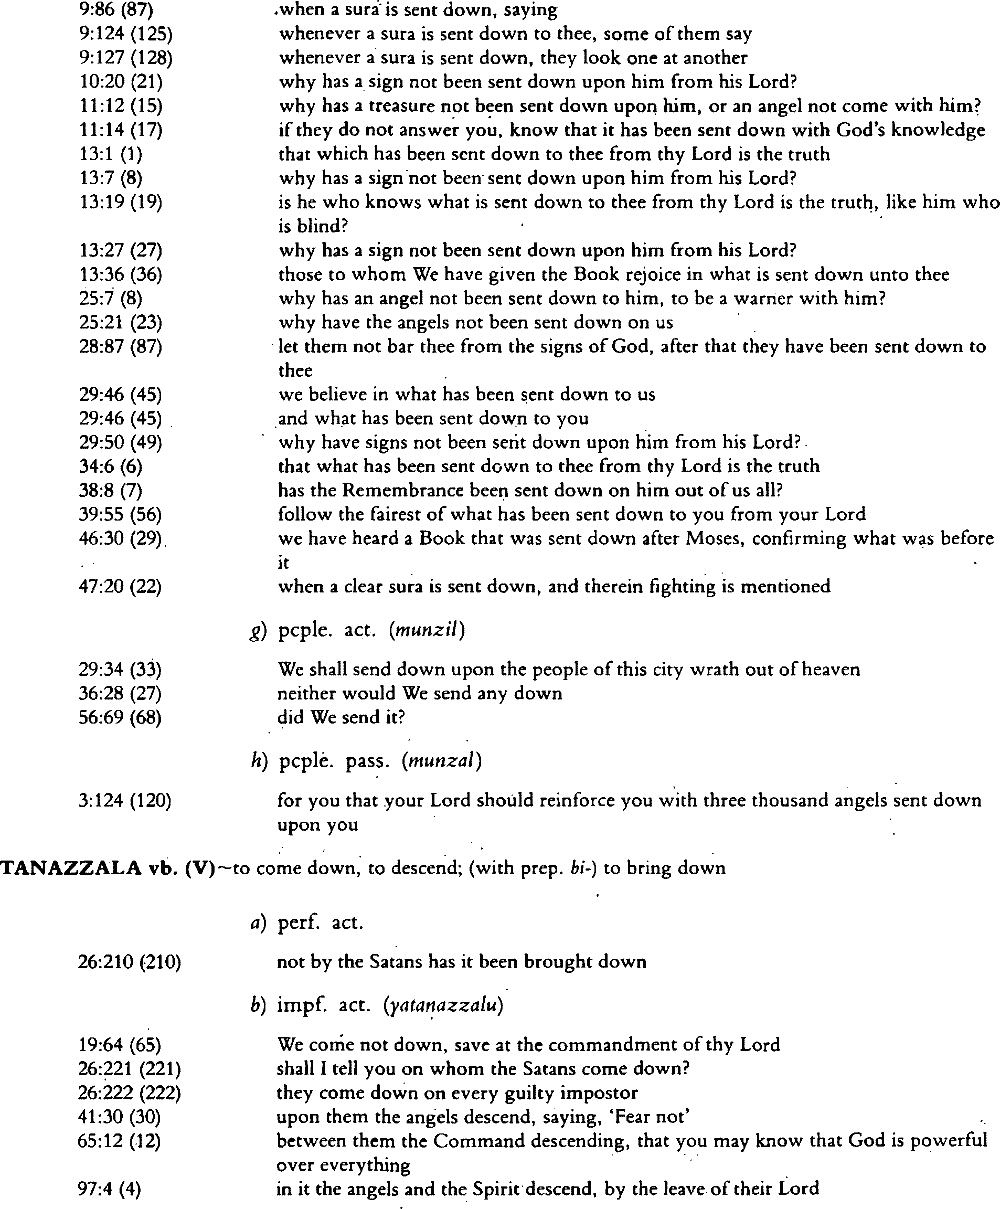 9:86 (87) when a sura is sent down, saying
9:124 (125) whenever a sura is sent down to thee, some of them say
9:127 (128) whenever a sura is sent down, they look one at another
10:20 (21) why has a sign not been sent down upon him from his Lord?
11:12 (15) why has a treasure not been sent down upon him, or an angel not come with him?
11:14 (17) if they do not answer you, know that it has been sent down with God's knowledge
13:1 (1) that which has been sent down to thee from thy Lord is the truth
13:7 (8) why has a sign not been sent down upon him from his Lord?
13:19 (19) is he who knows what is sent down to thee from thy Lord is the truth, like him who
is blind?
13:27 (27) why has a sign not been sent down upon him from his Lord?
13:36 (36) those to whom We have given the Book rejoice in what is sent down unto thee
25:7 (8) why has an angel not been sent down to him, to be a warner with him?
25:21 (23) why have the angels not been sent down on us
28:87 (87) let them not bar thee from the signs of God, after that they have been sent down to
thee
29:46 (45) we believe in what has been sent down to us
29:46 (45) and what has been sent down to you
29:50 (49) why have signs not been sent down upon him from his Lord?
34:6 (6) that what has been sent down to thee from thy Lord is the truth
38:8 (7) has the Remembrance been sent down on him out of us all?
39:55 (56) follow the fairest of what has been sent down to you from your Lord
46:30 (29) we have heard a Book that was sent down after Moses, confirming what was before
it
47:20 (22) when a clear sura is sent down, and therein fighting is mentioned
g) pcple. act. (munzil)
29:34 (33) We shall send down upon the people of this city wrath out of heaven
36:28 (27) neither would We send any down
56:69 (68) did We send it?
h) pcple. pass. (munzal)
3:124 (120) for you that your Lord should reinforce you with three thousand angels sent down
upon you
TANAZZALA vb. (V)~to come down, to descend; (with prep. bi-) to bring down
a) perf. act.
26:210 (210) not by the Satans has it been brought down
b) impf. act. (yatanazzalu)
19:64 (65) We come not down, save at the commandment of thy Lord
26:221 (221) shall I tell you on whom the Satans come down?
26:222 (222) they come down on every guilty impostor
41:30 (30) upon them the angels descend, saying, 'Fear not'
65:12 (12) between them the Command descending, that you may know that God is powerful
over everything
97:4 (4) in it the angels and the Spirit descend, by the leave of their Lord